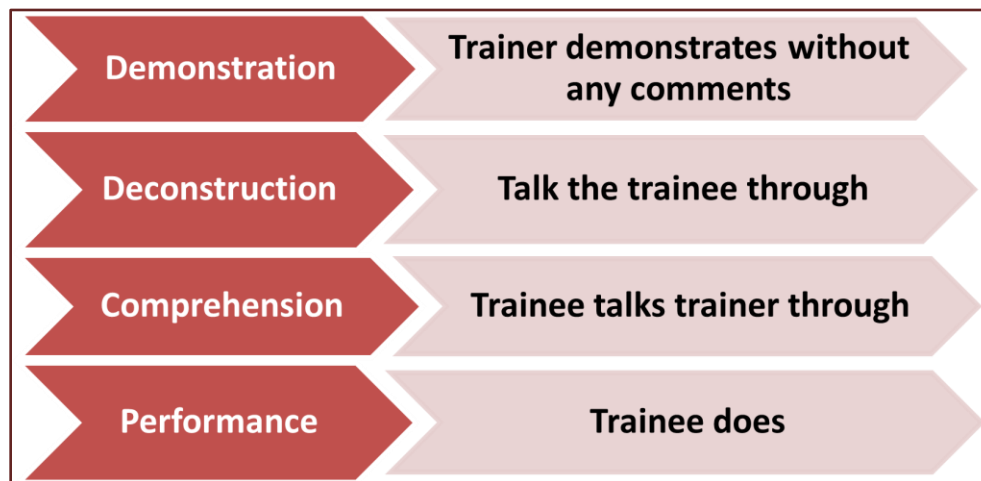 Demonstration
Trainer demonstrates without
any comments
Deconstruction
Talk the trainee through
Comprehension
Trainee talks trainer through
Performance
Trainee does